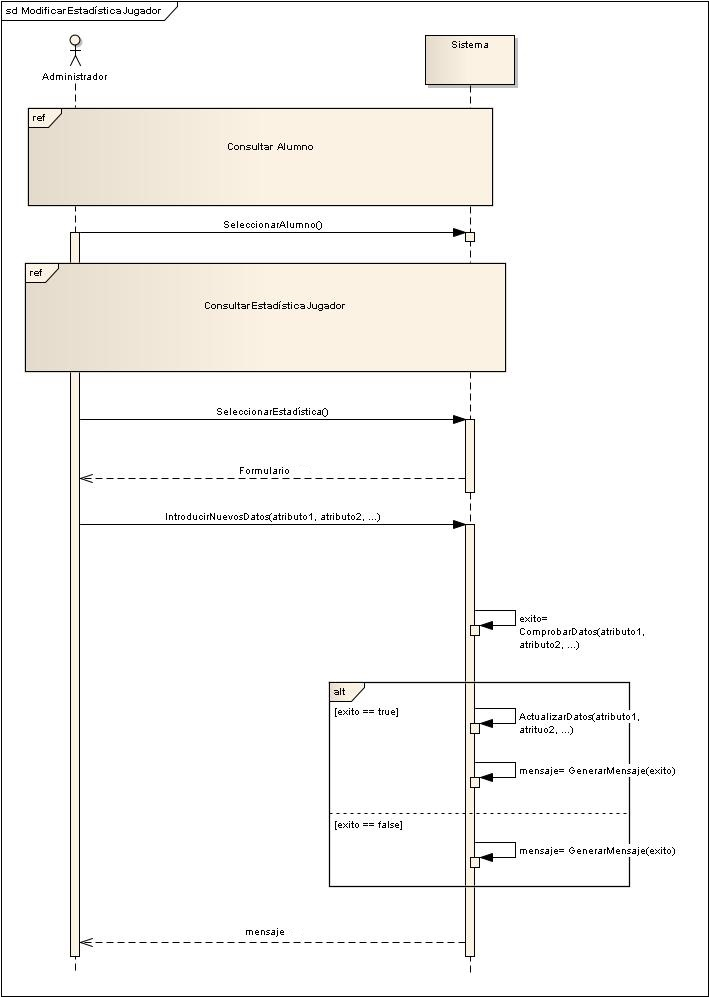 sd ModificarEstadísticaJugador
Sistema
Administrador
ref
Consultar Alumno
SeleccionarAlumno()
ref
ConsultarEstadísticaJugador
SeleccionarEstadística()
Formulario
IntroducirNuevosDatos(atributo1, atributo2, ...)
exito=
ComprobarDatos(atributo1,
atributo2, ...)
alt
[exito == true]
ActualizarDatos(atributo1,
atrituo2, ...)
mensaje= GenerarMensaje(exito)
[exito == false]
mensaje= GenerarMensaje(exito)
mensaje